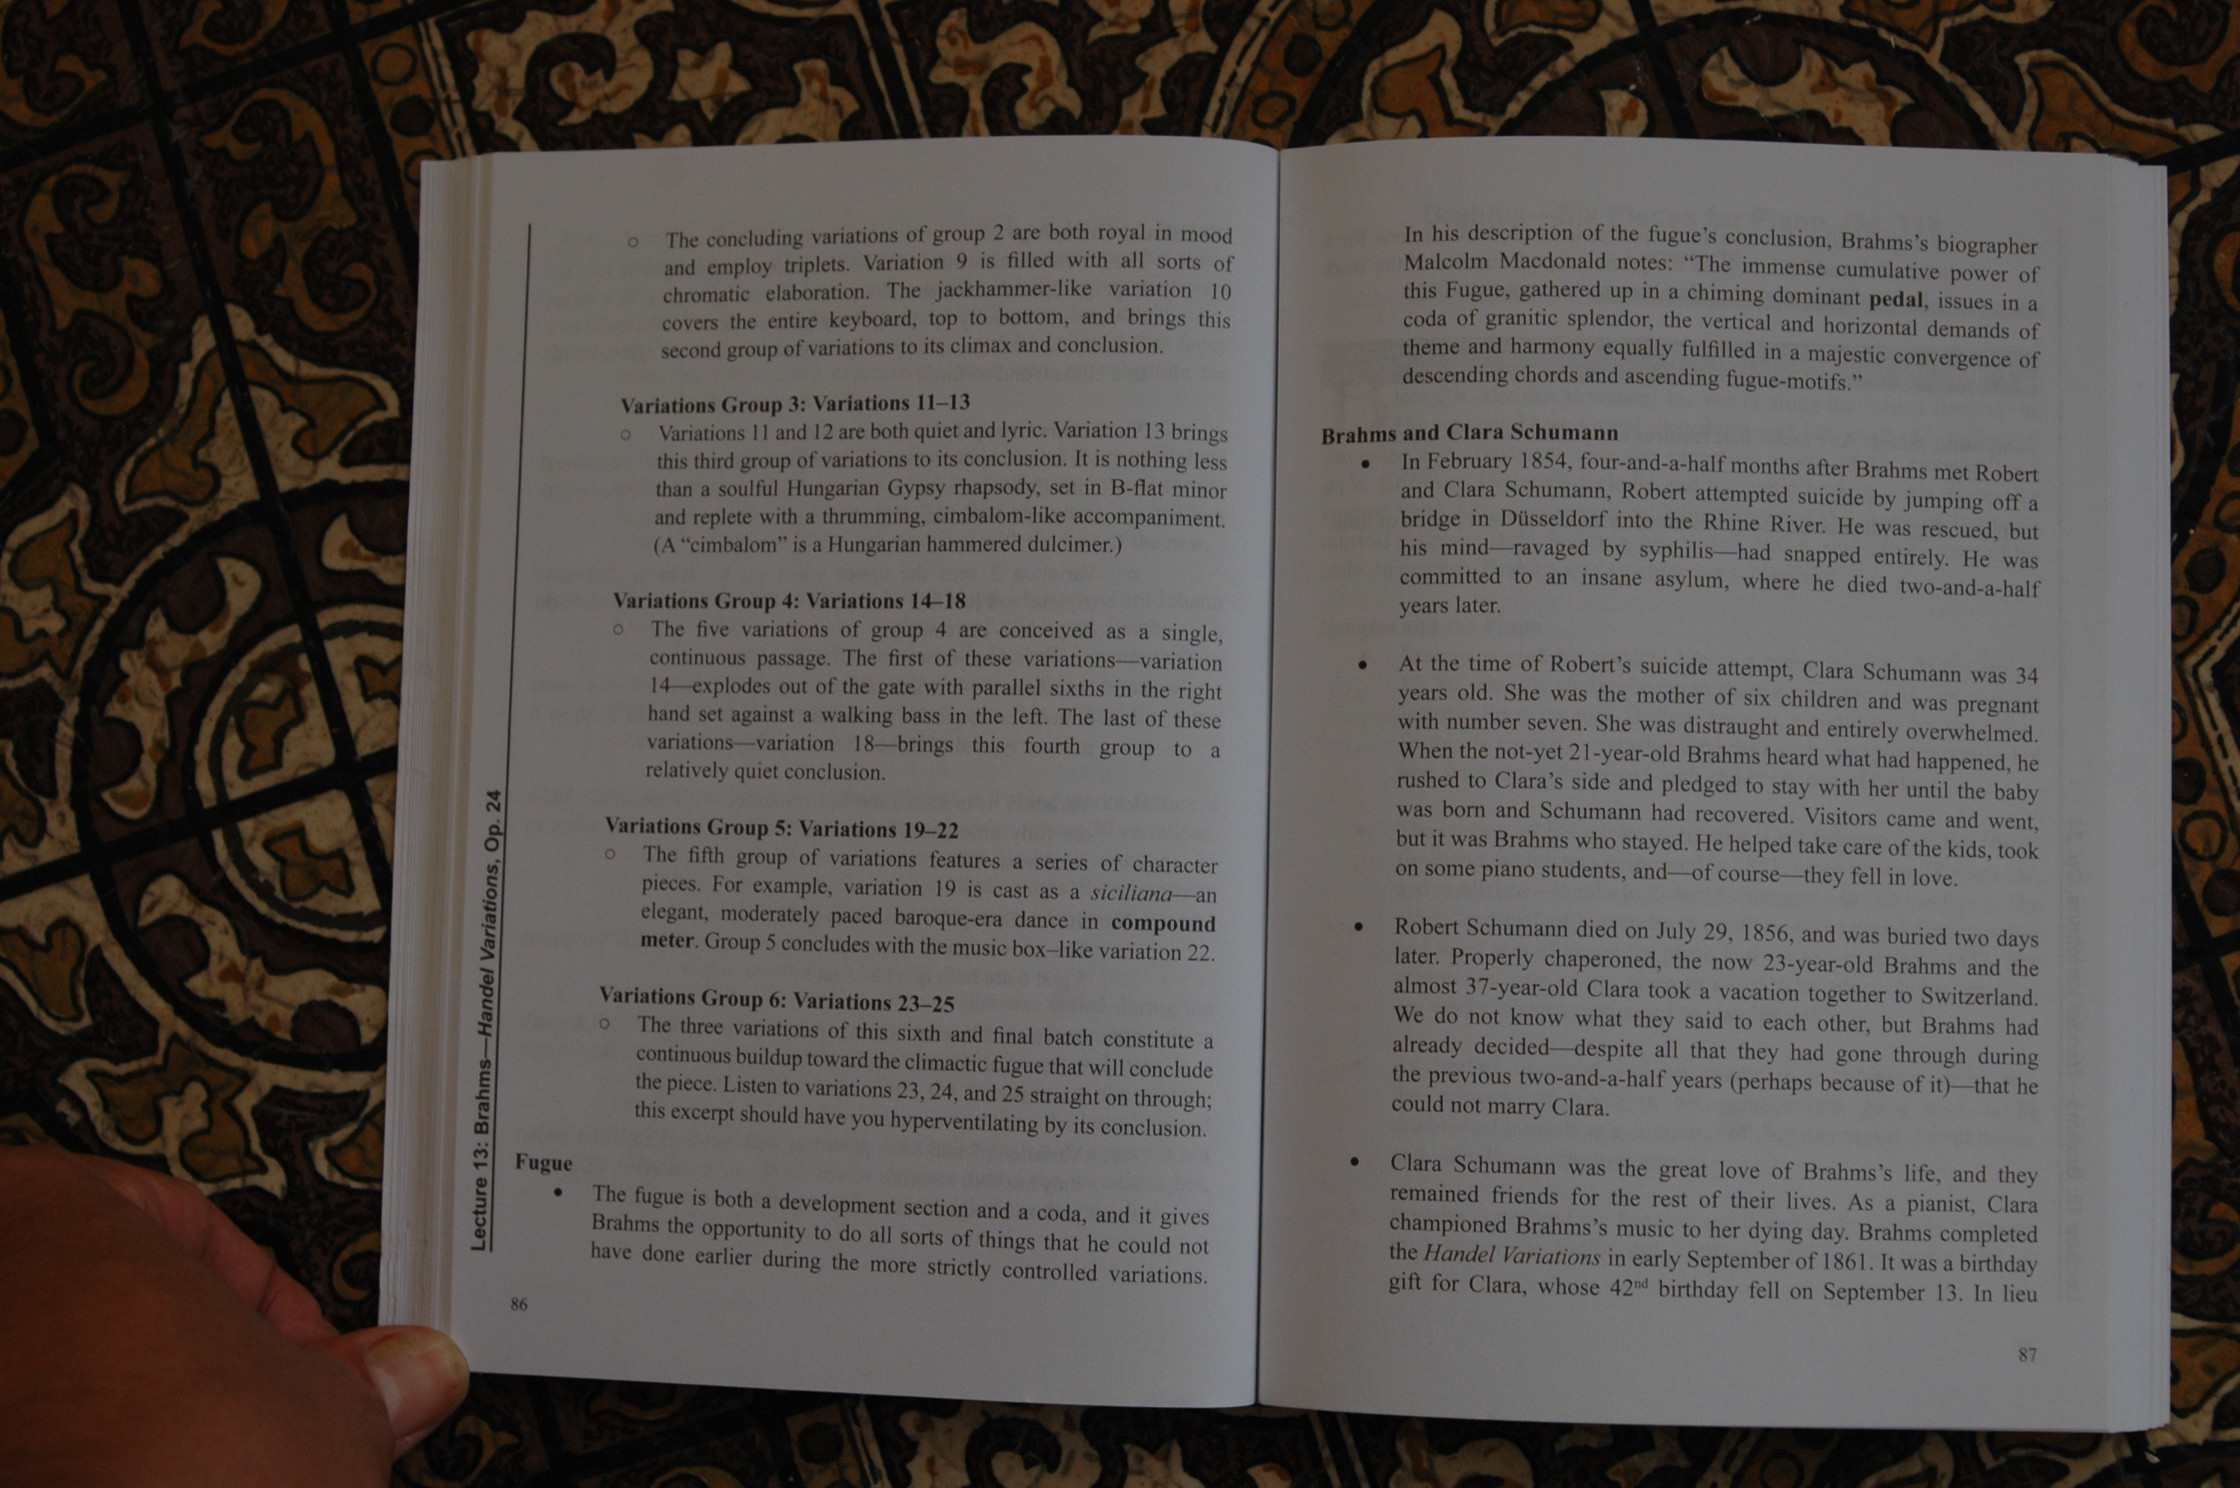 ○ The concluding variations of group 2 are both royal in mood
and employ triplets. Variation 9 is filled with all sorts of
chromatic elaboration. The jackhammer-like variation 10
covers the entire keyboard, top to bottom, and brings this
second group of variations to its climax and conclusion.
Variations Group 3: Variations 11–13
○ Variations 11 and 12 are both quiet and lyric. Variation 13 brings
this third group of variations to its conclusion. It is nothing less
than a soulful Hungarian Gypsy rhapsody, set in B-flat minor
and replete with a thrumming, cimbalom-like accompaniment.
(A “cimbalom” is a Hungarian hammered dulcimer.)
Variations Group 4: Variations 14–18
○ The five variations of group 4 are conceived as a single,
continuous passage. The first of these variations—variation
14—explodes out of the gate with parallel sixths in the right
hand set against a walking bass in the left. The last of these
variations—variation 18—brings this fourth group to a
relatively quiet conclusion.
Variations Group 5: Variations 19–22
○ The fifth group of variations features a series of character
pieces. For example, variation 19 is cast as a siciliana—an
elegant, moderately paced baroque-era dance in compound
meter. Group 5 concludes with the music box–like variation 22.
Variations Group 6: Variations 23–25
○ The three variations of this sixth and final batch constitute a
continuous buildup toward the climactic fugue that will conclude
the piece. Listen to variations 23, 24, and 25 straight on through;
this excerpt should have you hyperventilating by its conclusion.
Fugue
• The fugue is both a development section and a coda, and it gives
Brahms the opportunity to do all sorts of things that he could not
have done earlier during the more strictly controlled variations.
Lecture 13: Brahms—Handel Variations, Op. 24
86
In his description of the fugue’s conclusion, Brahms’s biographer
Malcolm Macdonald notes: “The immense cumulative power of
this Fugue, gathered up in a chiming dominant pedal, issues in a
coda of granitic splendor, the vertical and horizontal demands of
theme and harmony equally fulfilled in a majestic convergence of
descending chords and ascending fugue-motifs.”
Brahms and Clara Schumann
• In February 1854, four-and-a-half months after Brahms met Robert
and Clara Schumann, Robert attempted suicide by jumping off a
bridge in Düsseldorf into the Rhine River. He was rescued, but
his mind—ravaged by syphilis—had snapped entirely. He was
committed to an insane asylum, where he died two-and-a-half
years later.
• At the time of Robert’s suicide attempt, Clara Schumann was 34
years old. She was the mother of six children and was pregnant
with number seven. She was distraught and entirely overwhelmed.
When the not-yet 21-year-old Brahms heard what had happened, he
rushed to Clara’s side and pledged to stay with her until the baby
was born and Schumann had recovered. Visitors came and went,
but it was Brahms who stayed. He helped take care of the kids, took
on some piano students, and—of course—they fell in love.
• Robert Schumann died on July 29, 1856, and was buried two days
later. Properly chaperoned, the now 23-year-old Brahms and the
almost 37-year-old Clara took a vacation together to Switzerland.
We do not know what they said to each other, but Brahms had
already decided—despite all that they had gone through during
the previous two-and-a-half years (perhaps because of it)—that he
could not marry Clara.
• Clara Schumann was the great love of Brahms’s life, and they
remained friends for the rest of their lives. As a pianist, Clara
championed Brahms’s music to her dying day. Brahms completed
the Handel Variations in early September of 1861. It was a birthday
gift for Clara, whose 42nd birthday fell on September 13. In lieu
87